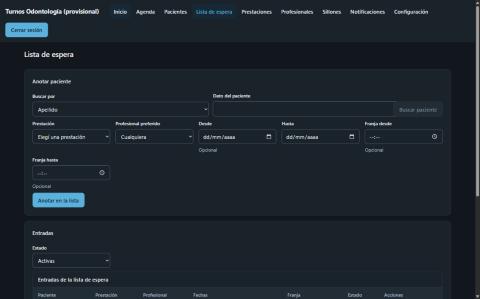 Turnos Odontología (provisional) Inicio Agenda Pacientes Lista de espera Prestaciones Profesionales Sillones Notificaciones Configuración
Cerrar sesión
Lista de espera
Anotar paciente
Buscar por Dato del paciente
Apellido Buscar paciente
Prestación Profesional preferido Desde Hasta Franja desde
Elegí una prestación Cualquiera dd/mm/aaaa dd/mm/aaaa --:--
Opcional Opcional
Franja hasta
--:--
Opcional
Anotar en la lista
Entradas
Estado
Activas
Entradas de la lista de espera
Paciente Prestación Profesional Fechas Franja Estado Acciones